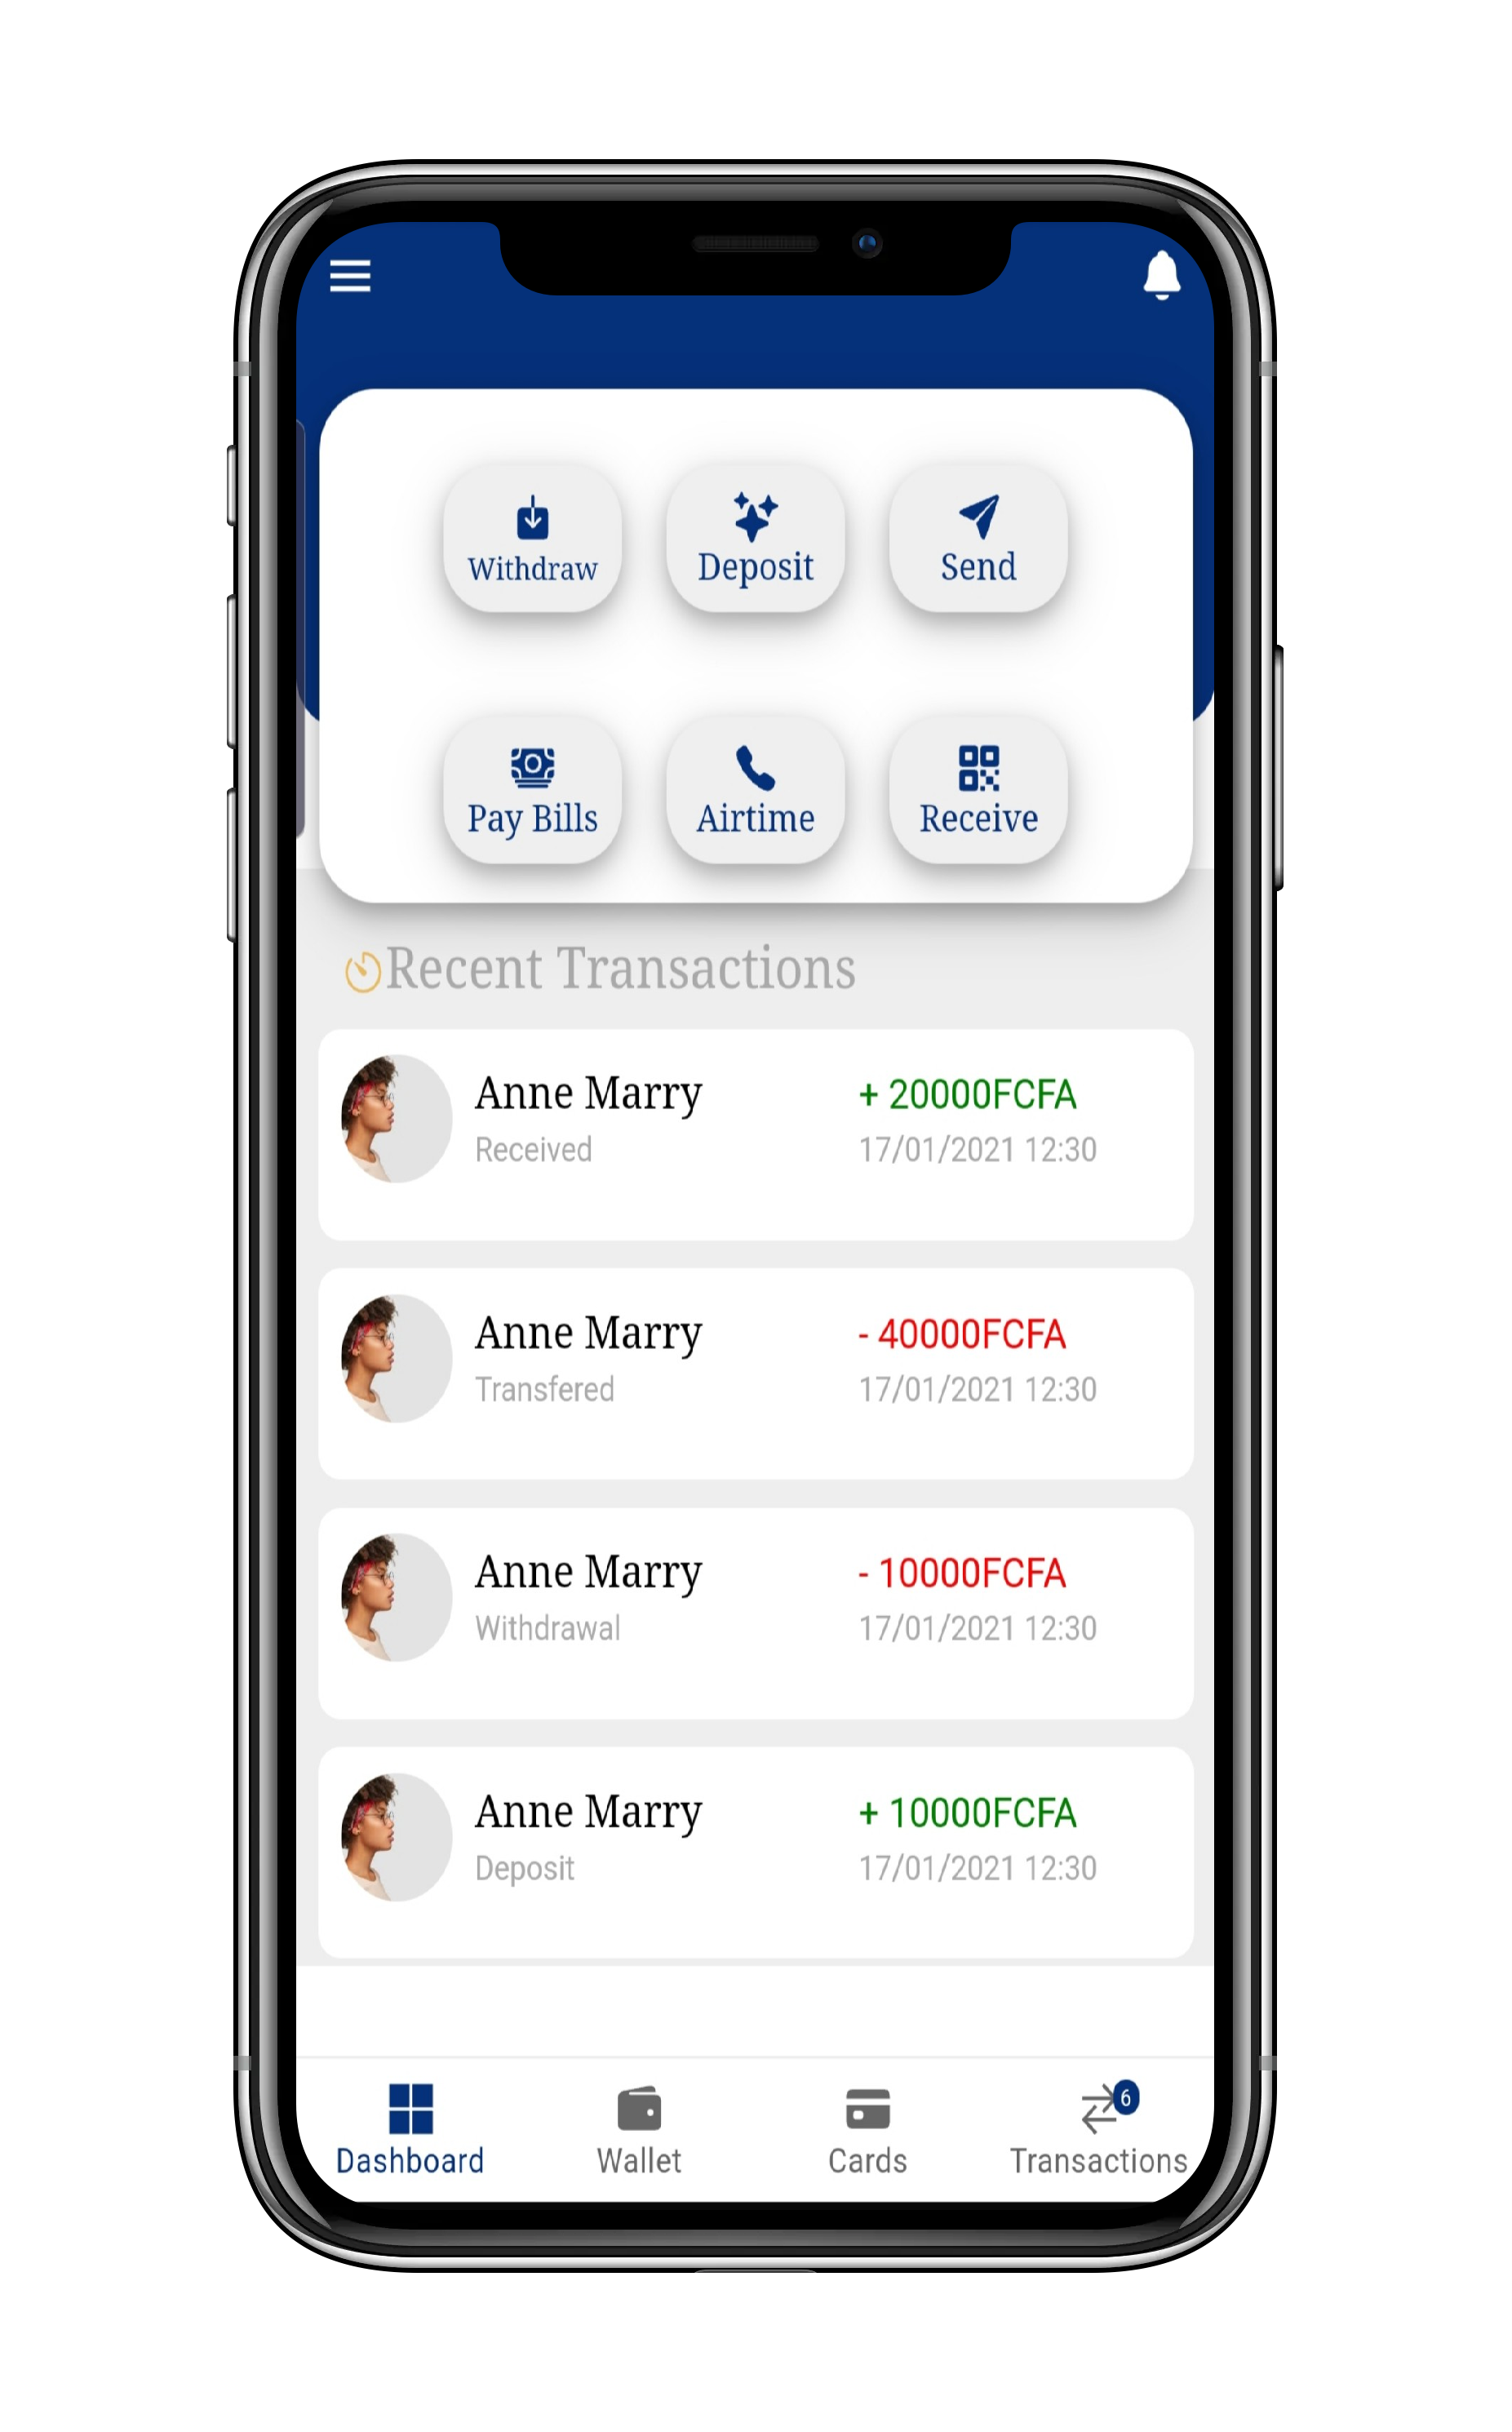 Withdraw
Deposit
Send
Pay Bills
Airtime
Receive
Recent Transactions
Anne Marry
+ 20000FCFA
Received
17/01/2021 12:30
Anne Marry
- 40000FCFA
Transfered
17/01/2021 12:30
Anne Marry
- 10000FCFA
Withdrawal
17/01/2021 12:30
Anne Marry
+ 10000FCFA
Deposit
17/01/2021 12:30
6
Dashboard
Wallet
Cards
Transactions